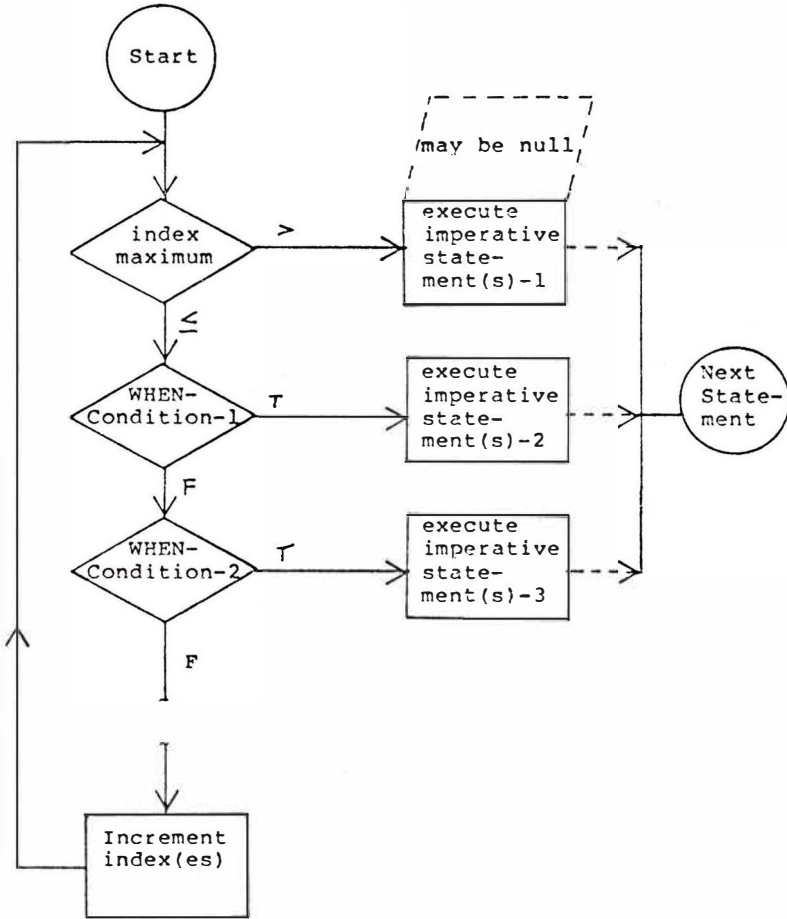 Start
may be null
index
maximum
>
execute
imperative
state-
ment(s)-1
≤
WHEN-
Condition-1
T
execute
imperative
state-
ment(s)-2
Next
State-
ment
F
WHEN-
Condition-2
T
execute
imperative
state-
ment(s)-3
F
Increment
index(es)